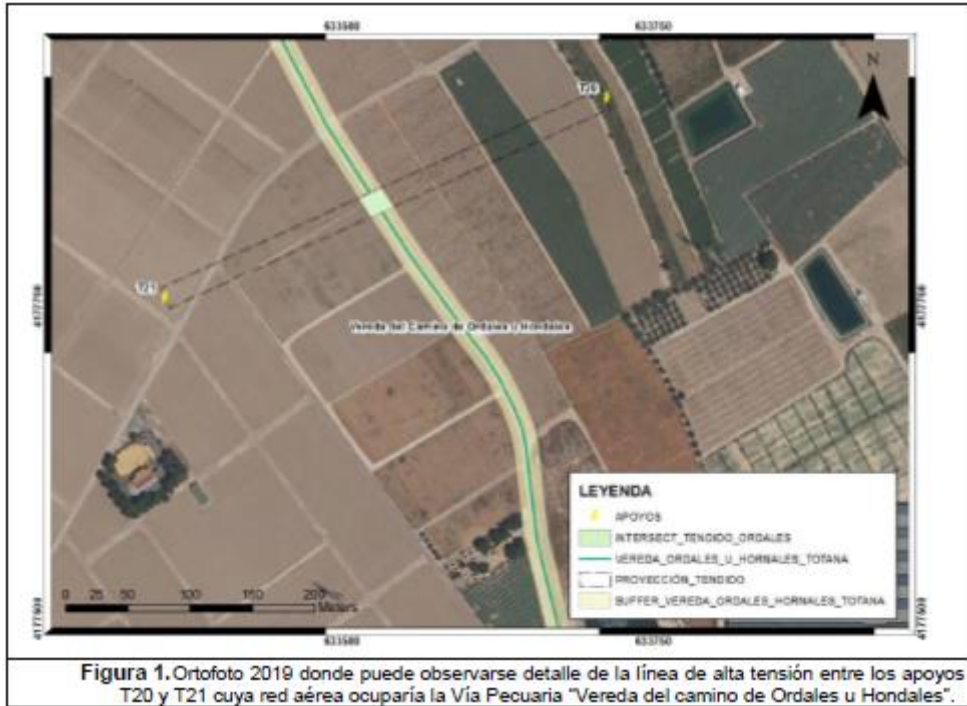 633500 633750
N
T20
T21
4177750 4177750
Vereda del Camino de Ordales u Hondales
LEYENDA
APOYOS
INTERSECT_TENDIDO_ORDALES
VEREDA_ORDALES_U_HORNALES_TOTANA
PROYECCIÓN_TENDIDO
BUFFER_VEREDA_ORDALES_HORNALES_TOTANA
0 25 50 100 150 200
Meters
4177500 4177500
633500 633750
Figura 1. Ortofoto 2019 donde puede observarse detalle de la línea de alta tensión entre los apoyos
T20 y T21 cuya red aérea ocuparía la Vía Pecuaria "Vereda del camino de Ordales u Hondales".